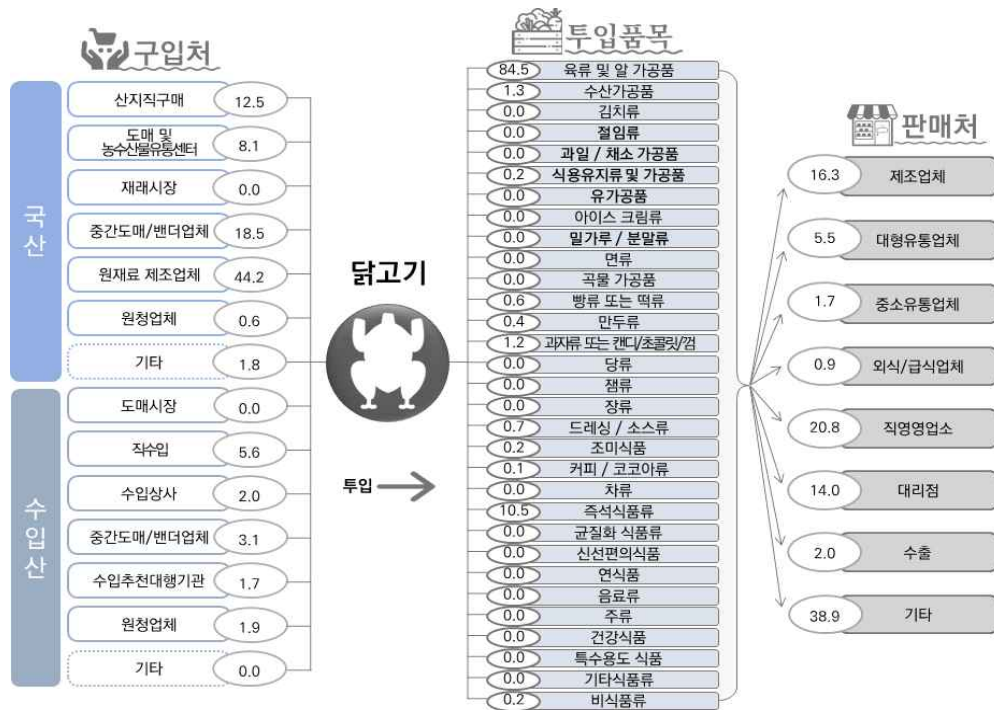 구입처
국산
산지직구매 12.5
도매 및
농수산물유통센터 8.1
재래시장 0.0
중간도매/밴더업체 18.5
원재료 제조업체 44.2
원청업체 0.6
기타 1.8
수입산
도매시장 0.0
직수입 5.6
수입상사 2.0
중간도매/밴더업체 3.1
수입추천대행기관 1.7
원청업체 1.9
기타 0.0
닭고기
투입
투입품목
84.5 육류 및 알 가공품
1.3 수산가공품
0.0 김치류
0.0 절임류
0.0 과일 / 채소 가공품
0.2 식용유지류 및 가공품
0.0 유가공품
0.0 아이스 크림류
0.0 밀가루 / 분말류
0.0 면류
0.0 곡물 가공품
0.6 빵류 또는 떡류
0.4 만두류
1.2 과자류 또는 캔디/초콜릿/껌
0.0 당류
0.0 잼류
0.0 장류
0.7 드레싱 / 소스류
0.2 조미식품
0.1 커피 / 코코아류
0.0 차류
10.5 즉석식품류
0.0 균질화 식품류
0.0 신선편의식품
0.0 연식품
0.0 음료류
0.0 주류
0.0 건강식품
0.0 특수용도 식품
0.0 기타식품류
0.2 비식품류
판매처
16.3 제조업체
5.5 대형유통업체
1.7 중소유통업체
0.9 외식/급식업체
20.8 직영영업소
14.0 대리점
2.0 수출
38.9 기타